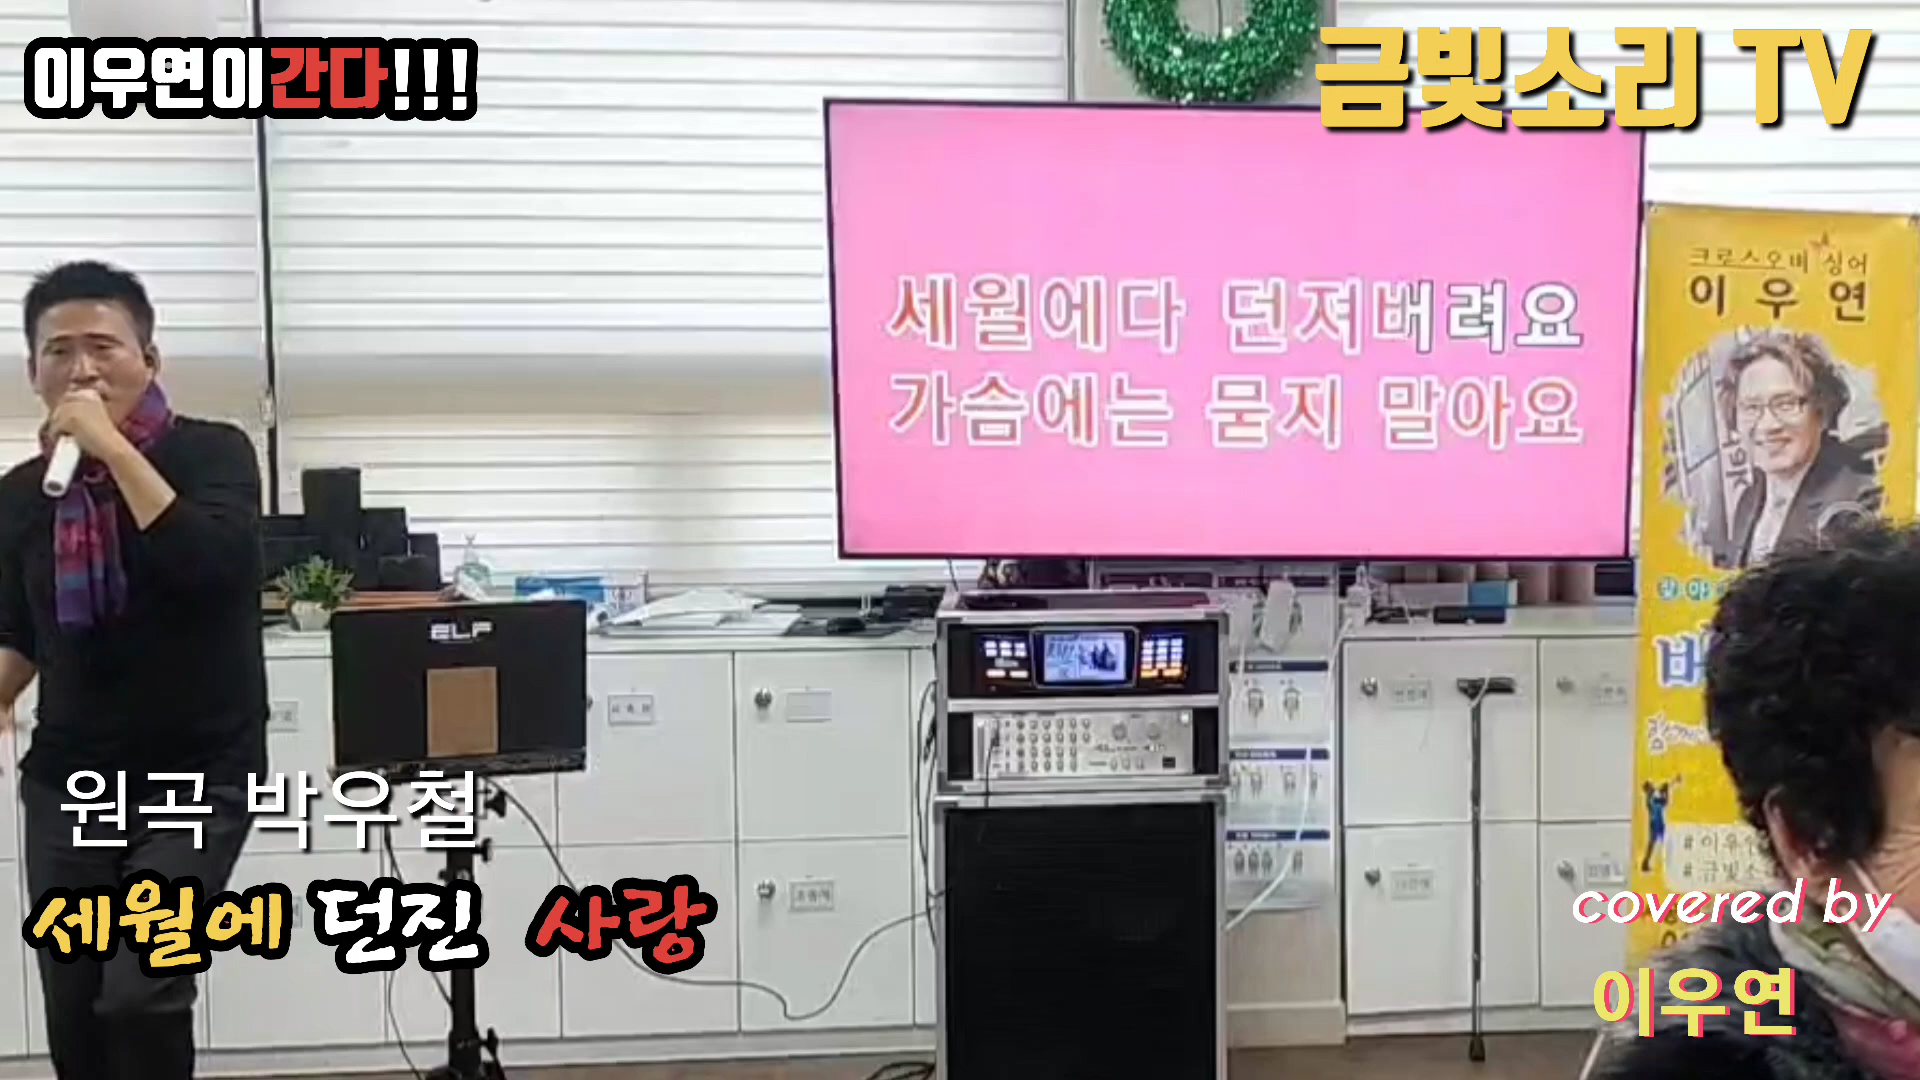 이우연이간다!!!
금빛소리 TV
세월에다 던져버려요
가슴에는 묻지 말아요
크로스오버 싱어
이우연
ELF
원곡 박우철
세월에 던진 사랑
covered by
이우연